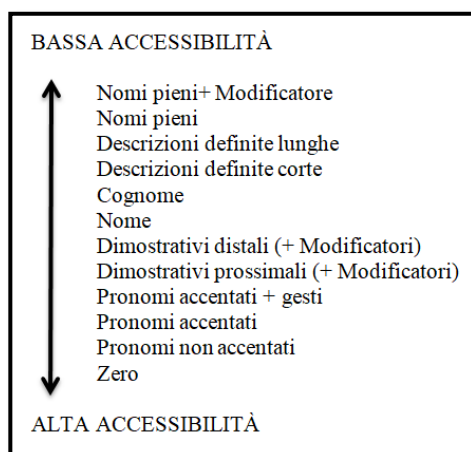 BASSA ACCESSIBILITÀ
Nomi pieni+ Modificatore
Nomi pieni
Descrizioni definite lunghe
Descrizioni definite corte
Cognome
Nome
Dimostrativi distali (+ Modificatori)
Dimostrativi prossimali (+ Modificatori)
Pronomi accentati + gesti
Pronomi accentati
Pronomi non accentati
Zero
ALTA ACCESSIBILITÀ